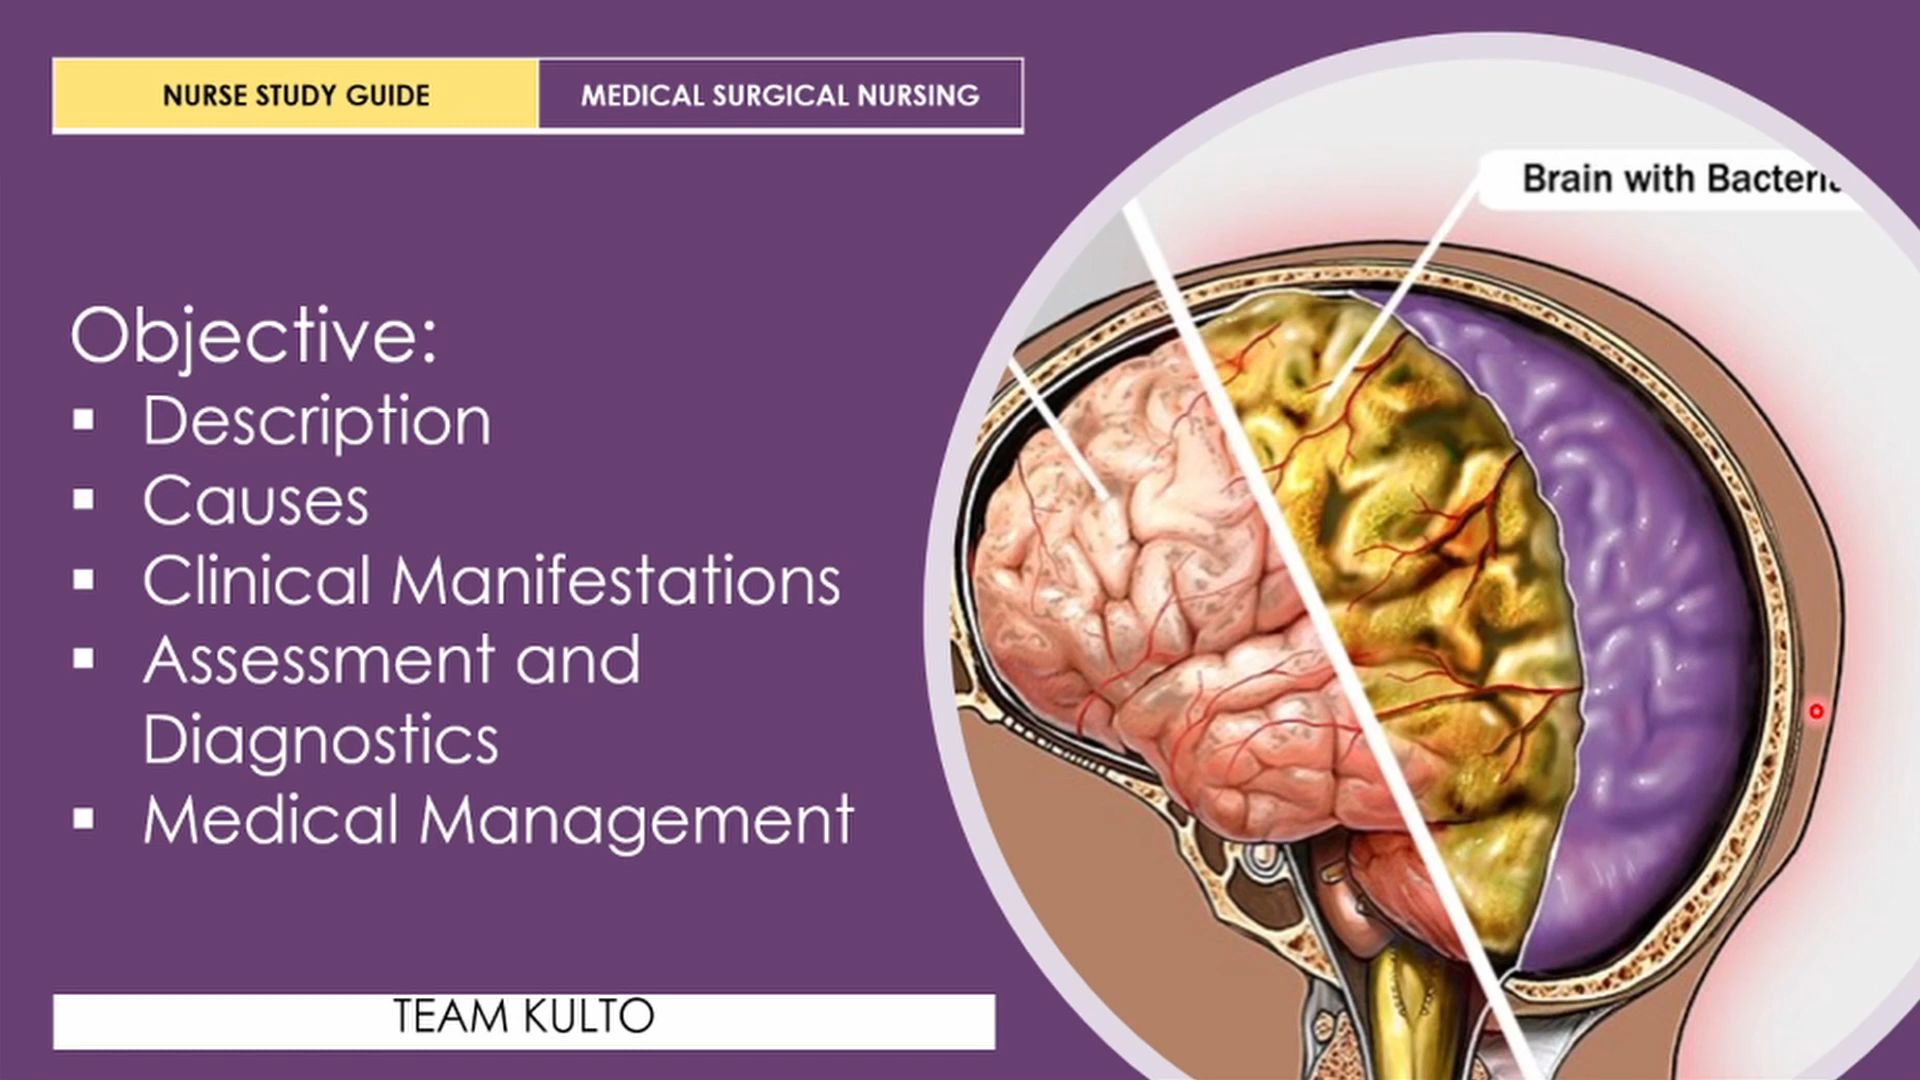 NURSE STUDY GUIDE
MEDICAL SURGICAL NURSING
Brain with Bacteri
Objective:
▪ Description
▪ Causes
▪ Clinical Manifestations
▪ Assessment and
Diagnostics
▪ Medical Management
TEAM KULTO